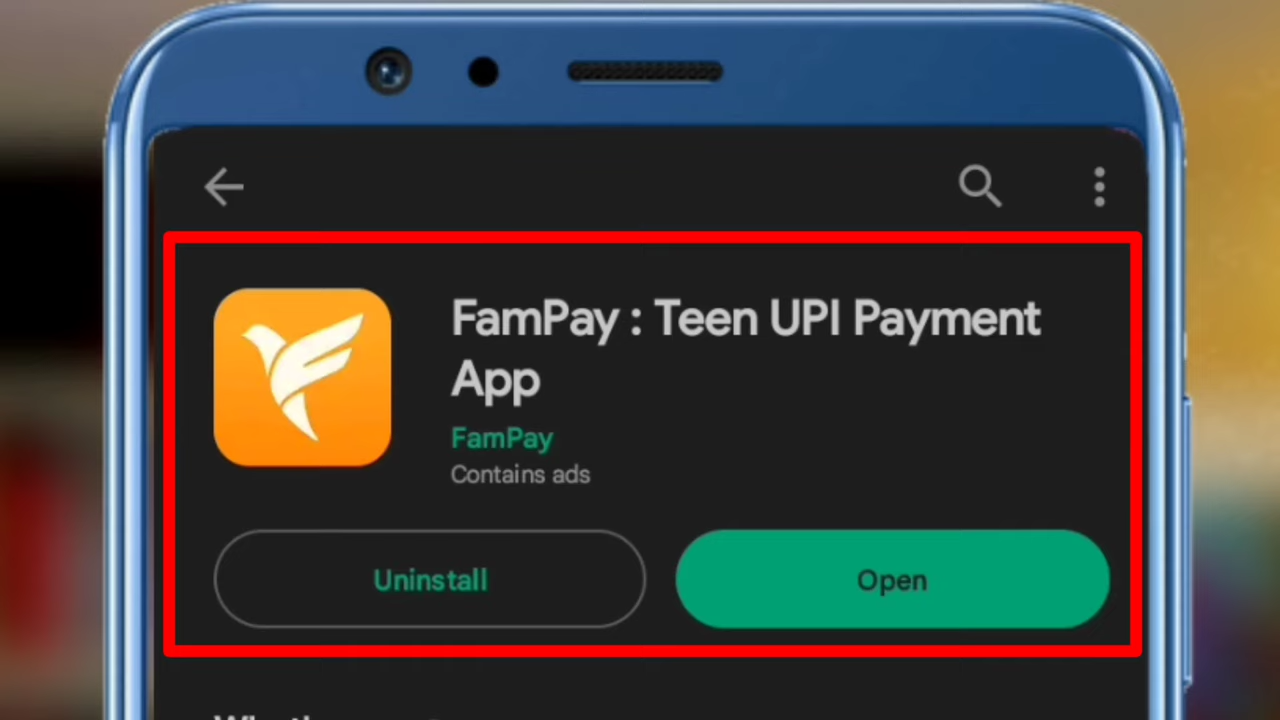 FamPay : Teen UPI Payment
App
FamPay
Contains ads
Uninstall
Open